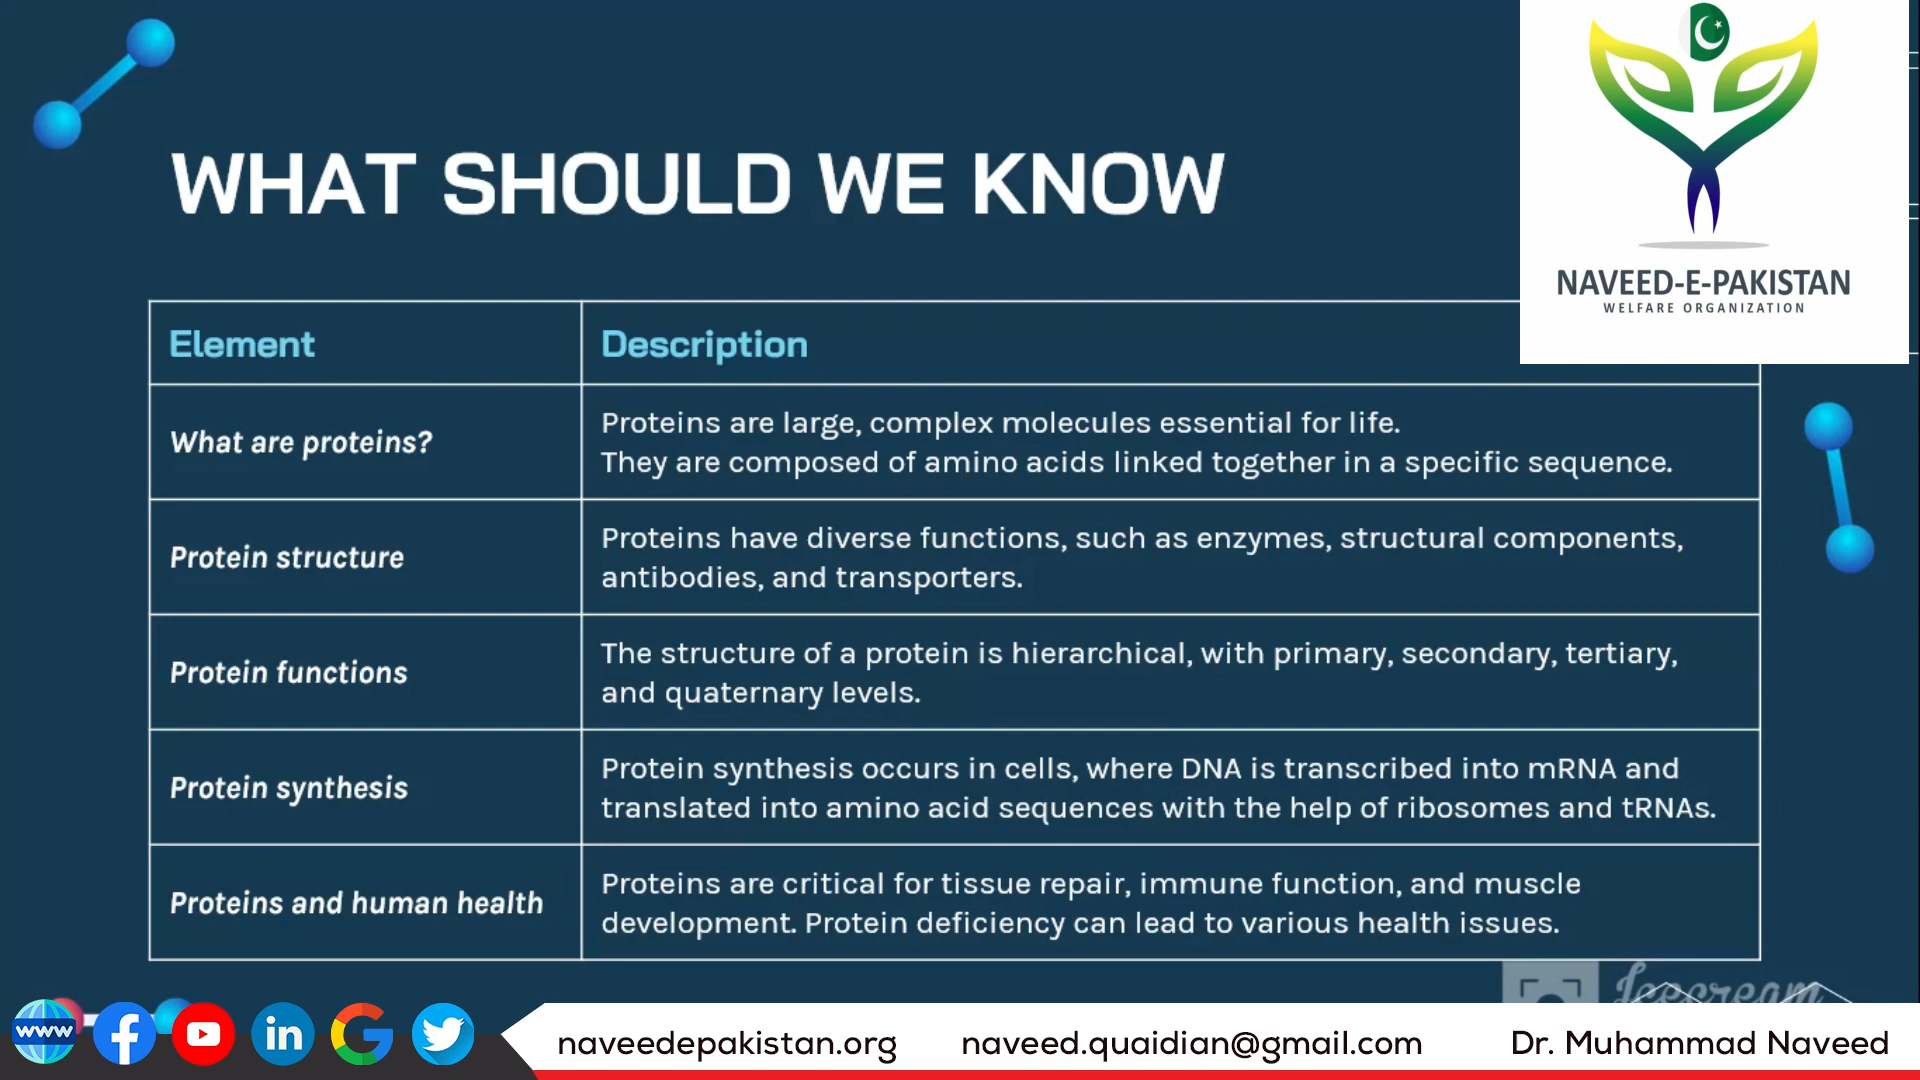 WHAT SHOULD WE KNOW
NAVEED-E-PAKISTAN
WELFARE ORGANIZATION
Element
Description
What are proteins?
Proteins are large, complex molecules essential for life.
They are composed of amino acids linked together in a specific sequence.
Protein structure
Proteins have diverse functions, such as enzymes, structural components,
antibodies, and transporters.
Protein functions
The structure of a protein is hierarchical, with primary, secondary, tertiary,
and quaternary levels.
Protein synthesis
Protein synthesis occurs in cells, where DNA is transcribed into mRNA and
translated into amino acid sequences with the help of ribosomes and tRNAs.
Proteins and human health
Proteins are critical for tissue repair, immune function, and muscle
development. Protein deficiency can lead to various health issues.
Icecream
www
f
in
G
naveedepakistan.org
naveed.quaidian@gmail.com
Dr. Muhammad Naveed